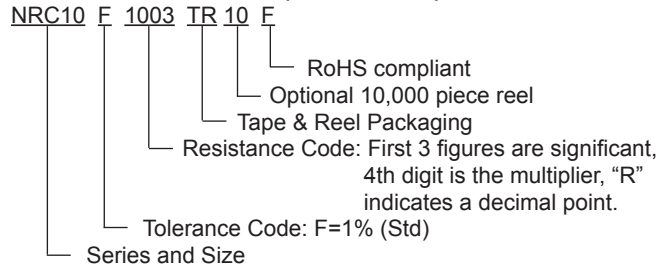 NRC10 F 1003 TR 10 F
RoHS compliant
Optional 10,000 piece reel
Tape & Reel Packaging
Resistance Code: First 3 figures are significant,
4th digit is the multiplier, “R”
indicates a decimal point.
Tolerance Code: F=1% (Std)
Series and Size